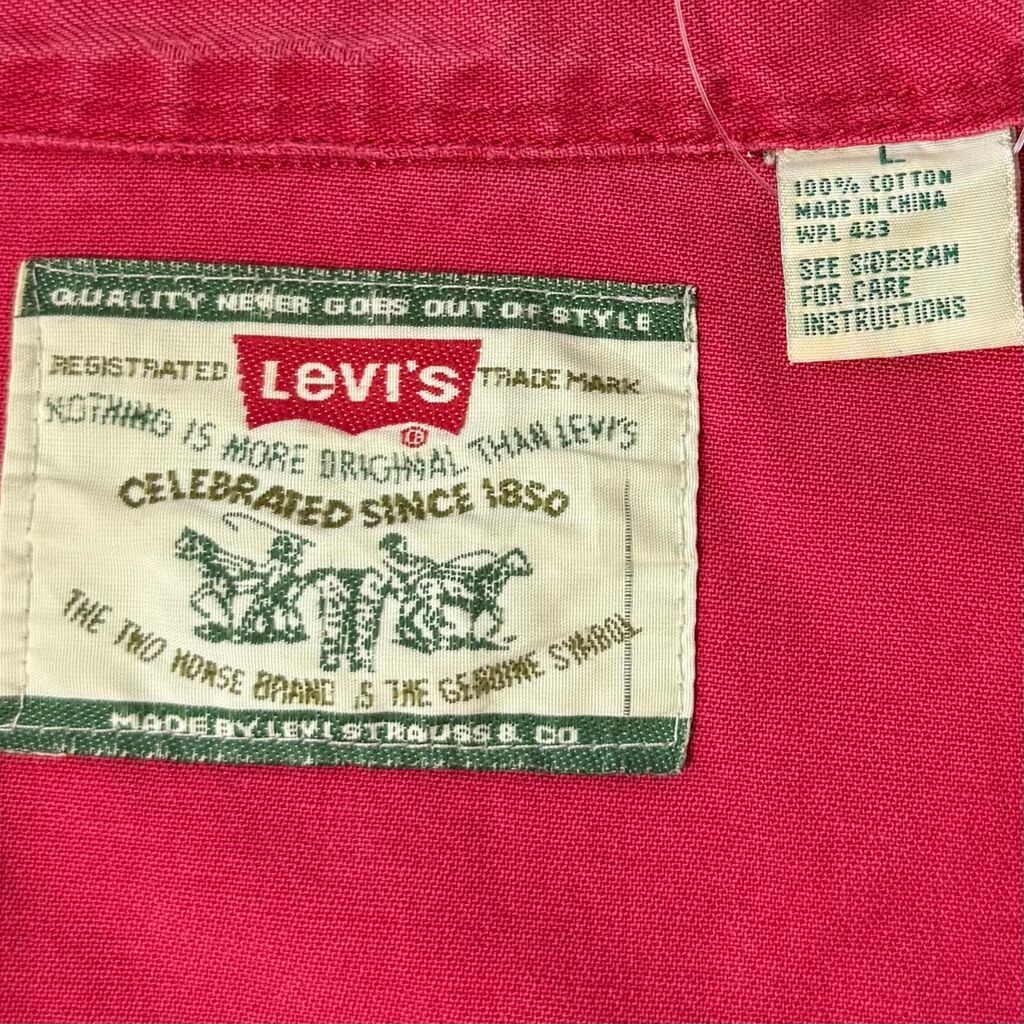 QUALITY NEVER GOES OUT OF STYLE
REGISTRATED LEVI'S TRADE MARK
®
NOTHING IS MORE ORIGINAL THAN LEVI'S
CELEBRATED SINCE 1850
THE TWO HORSE BRAND IS THE GENUINE SYMBOL
MADE BY LEVI STRAUSS & CO
L
100% COTTON
MADE IN CHINA
WPL 423
SEE SIDESEAM
FOR CARE
INSTRUCTIONS